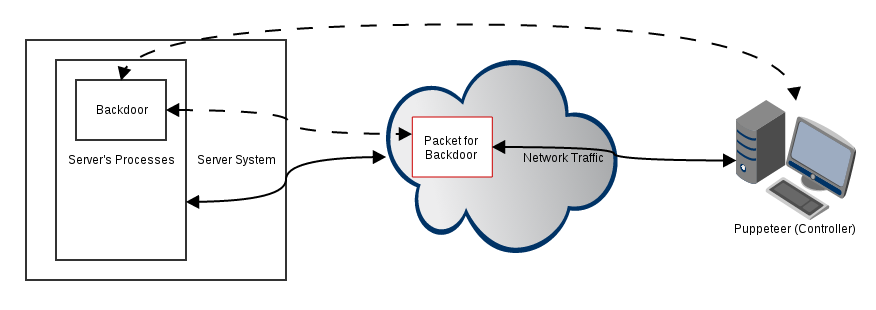 Backdoor
Server's Processes
Server System
Packet for
Backdoor
Network Traffic
Puppeteer (Controller)